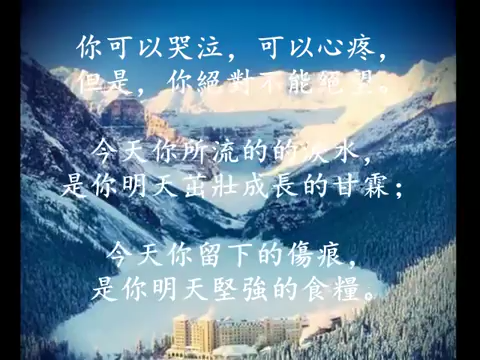 你可以哭泣，可以心疼，
但是，你絕對不能絕望。
今天你所流的的淚水，
是你明天茁壯成長的甘霖；
今天你留下的傷痕，
是你明天堅強的食糧。